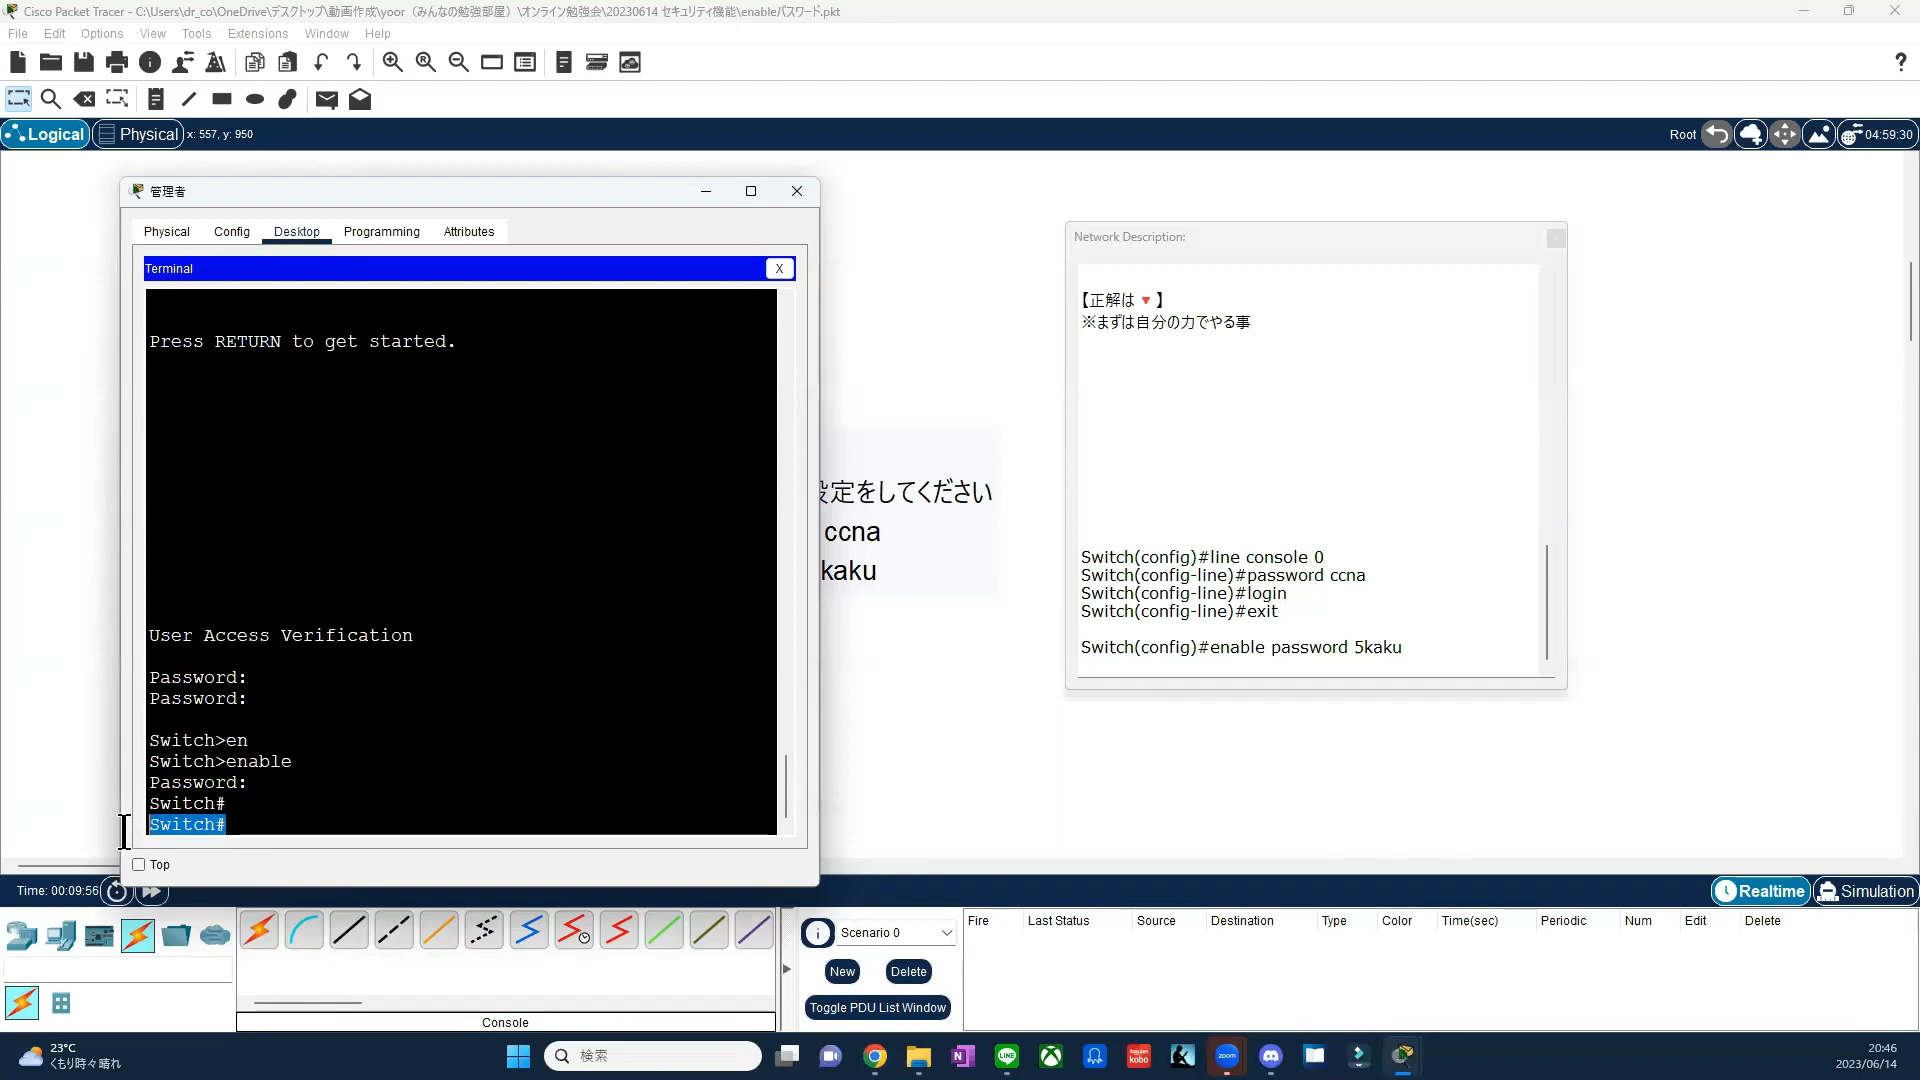 Cisco Packet Tracer - C:\Users\dr_co\OneDrive\デスクトップ\動画作成\yoor（みんなの勉強部屋）\オンライン勉強会\20230614 セキュリティ機能\enableパスワード.pkt
File Edit Options View Tools Extensions Window Help
Logical Physical x: 557, y: 950 Root 04:59:30
管理者
Physical Config Desktop Programming Attributes
Terminal X
Press RETURN to get started.
User Access Verification
Password:
Password:
Switch>en
Switch>enable
Password:
Switch#
Switch#
Top
定をしてください
ccna
kaku
Network Description:
【正解は🔻】
※まずは自分の力でやる事
Switch(config)#line console 0
Switch(config-line)#password ccna
Switch(config-line)#login
Switch(config-line)#exit
Switch(config)#enable password 5kaku
Time: 00:09:56 Realtime Simulation
Scenario 0
New Delete
Toggle PDU List Window
Fire Last Status Source Destination Type Color Time(sec) Periodic Num Edit Delete
Console
23°C
くもり時々晴れ
検索
N
LINE
Rakuten kobo
zoom
20:46
2023/06/14